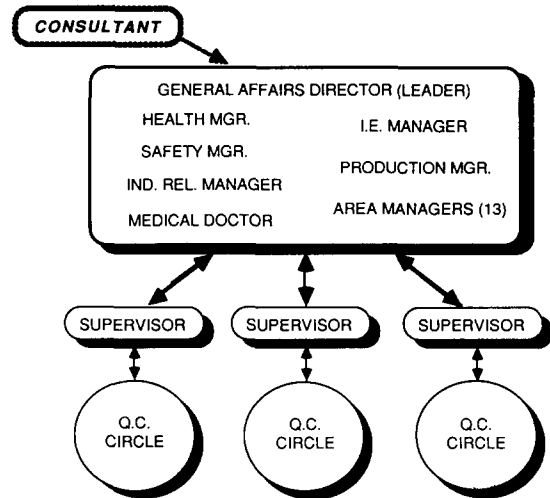 CONSULTANT
GENERAL AFFAIRS DIRECTOR (LEADER)
HEALTH MGR.
SAFETY MGR.
IND. REL. MANAGER
MEDICAL DOCTOR
I.E. MANAGER
PRODUCTION MGR.
AREA MANAGERS (13)
SUPERVISOR
SUPERVISOR
SUPERVISOR
Q.C.
CIRCLE
Q.C.
CIRCLE
Q.C.
CIRCLE